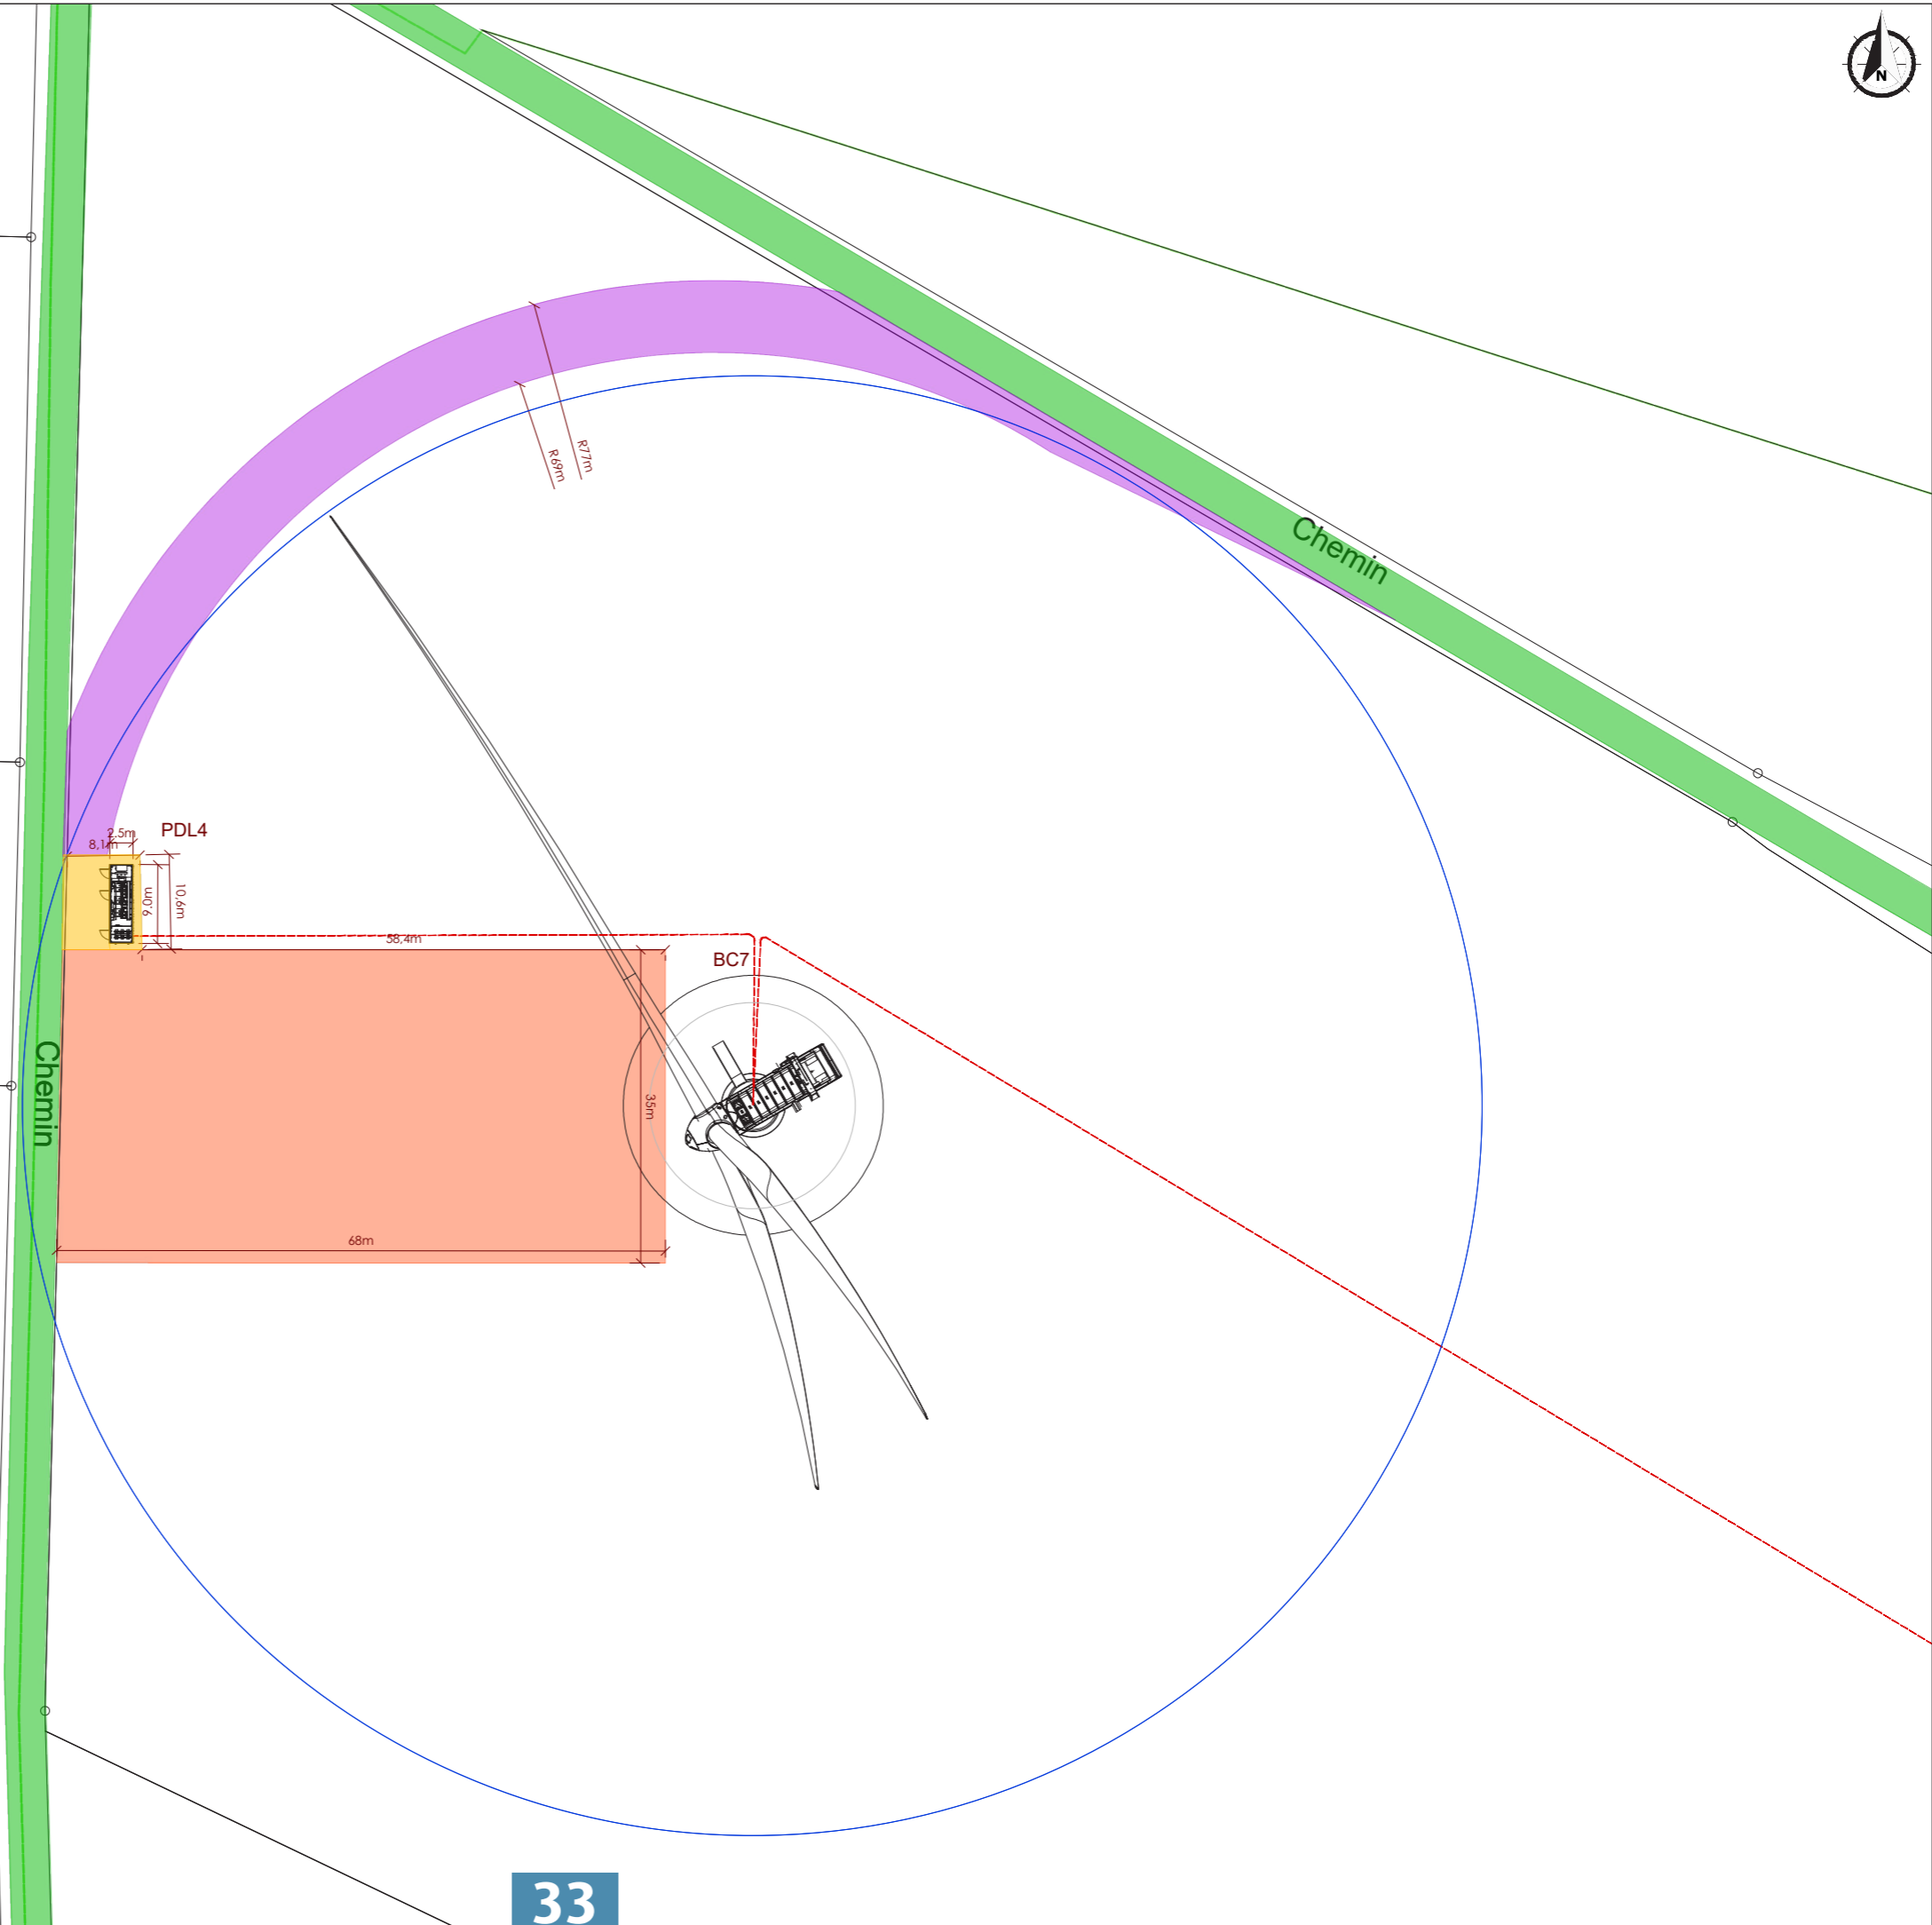 N
R77m
R69m
Chemin
2.5m
PDL4
8,1m
9.0m
10,6m
58,4m
BC7
Chemin
35m
68m
33